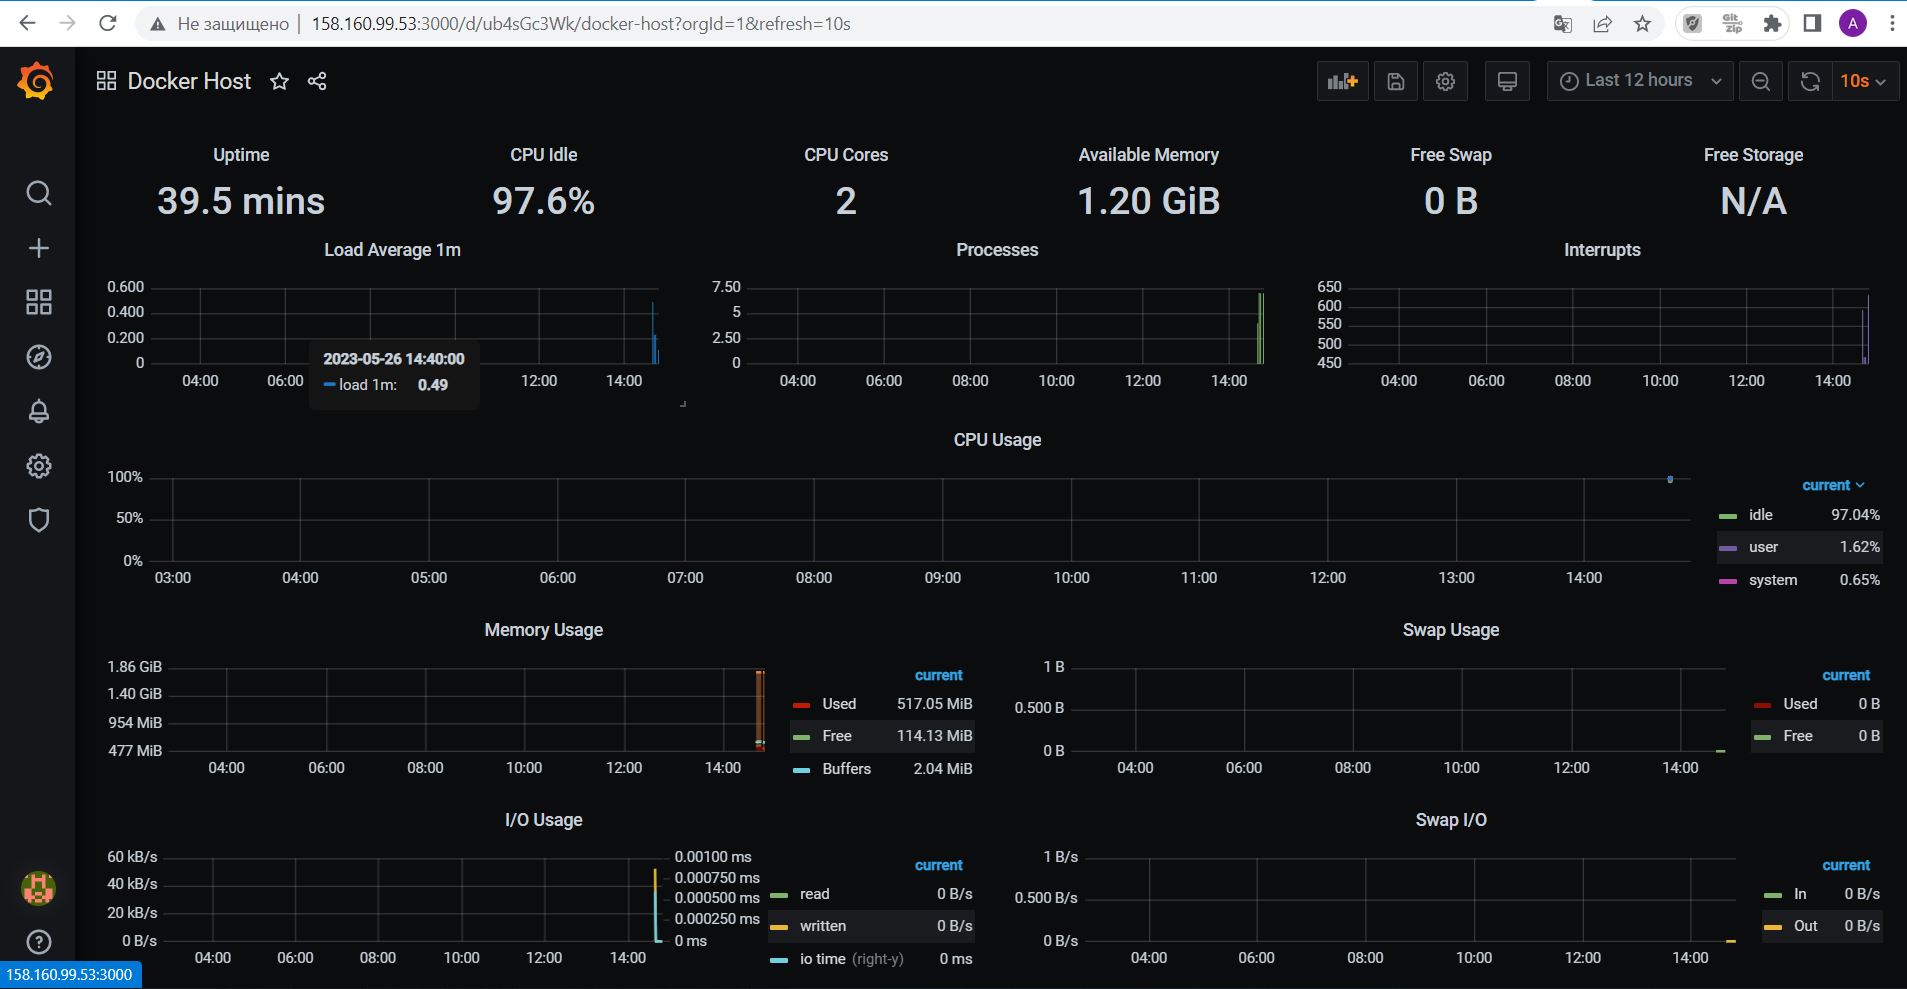 Не защищено | 158.160.99.53:3000/d/ub4sGc3Wk/docker-host?orgId=1&refresh=10s
Git Zip
A
Docker Host
Last 12 hours
10s
Uptime
39.5 mins
CPU Idle
97.6%
CPU Cores
2
Available Memory
1.20 GiB
Free Swap
0 B
Free Storage
N/A
Load Average 1m
0.600
0.400
0.200
0
04:00 06:00 12:00 14:00
2023-05-26 14:40:00
load 1m: 0.49
Processes
7.50
5
2.50
0
04:00 06:00 08:00 10:00 12:00 14:00
Interrupts
650
600
550
500
450
04:00 06:00 08:00 10:00 12:00 14:00
CPU Usage
100%
50%
0%
03:00 04:00 05:00 06:00 07:00 08:00 09:00 10:00 11:00 12:00 13:00 14:00
current
idle 97.04%
user 1.62%
system 0.65%
Memory Usage
1.86 GiB
1.40 GiB
954 MiB
477 MiB
04:00 06:00 08:00 10:00 12:00 14:00
current
Used 517.05 MiB
Free 114.13 MiB
Buffers 2.04 MiB
Swap Usage
1 B
0.500 B
0 B
04:00 06:00 08:00 10:00 12:00 14:00
current
Used 0 B
Free 0 B
I/O Usage
60 kB/s
40 kB/s
20 kB/s
0 B/s
04:00 06:00 08:00 10:00 12:00 14:00
0.00100 ms
0.000750 ms
0.000500 ms
0.000250 ms
0 ms
current
read 0 B/s
written 0 B/s
io time (right-y) 0 ms
Swap I/O
1 B/s
0.500 B/s
0 B/s
04:00 06:00 08:00 10:00 12:00 14:00
current
In 0 B/s
Out 0 B/s
158.160.99.53:3000